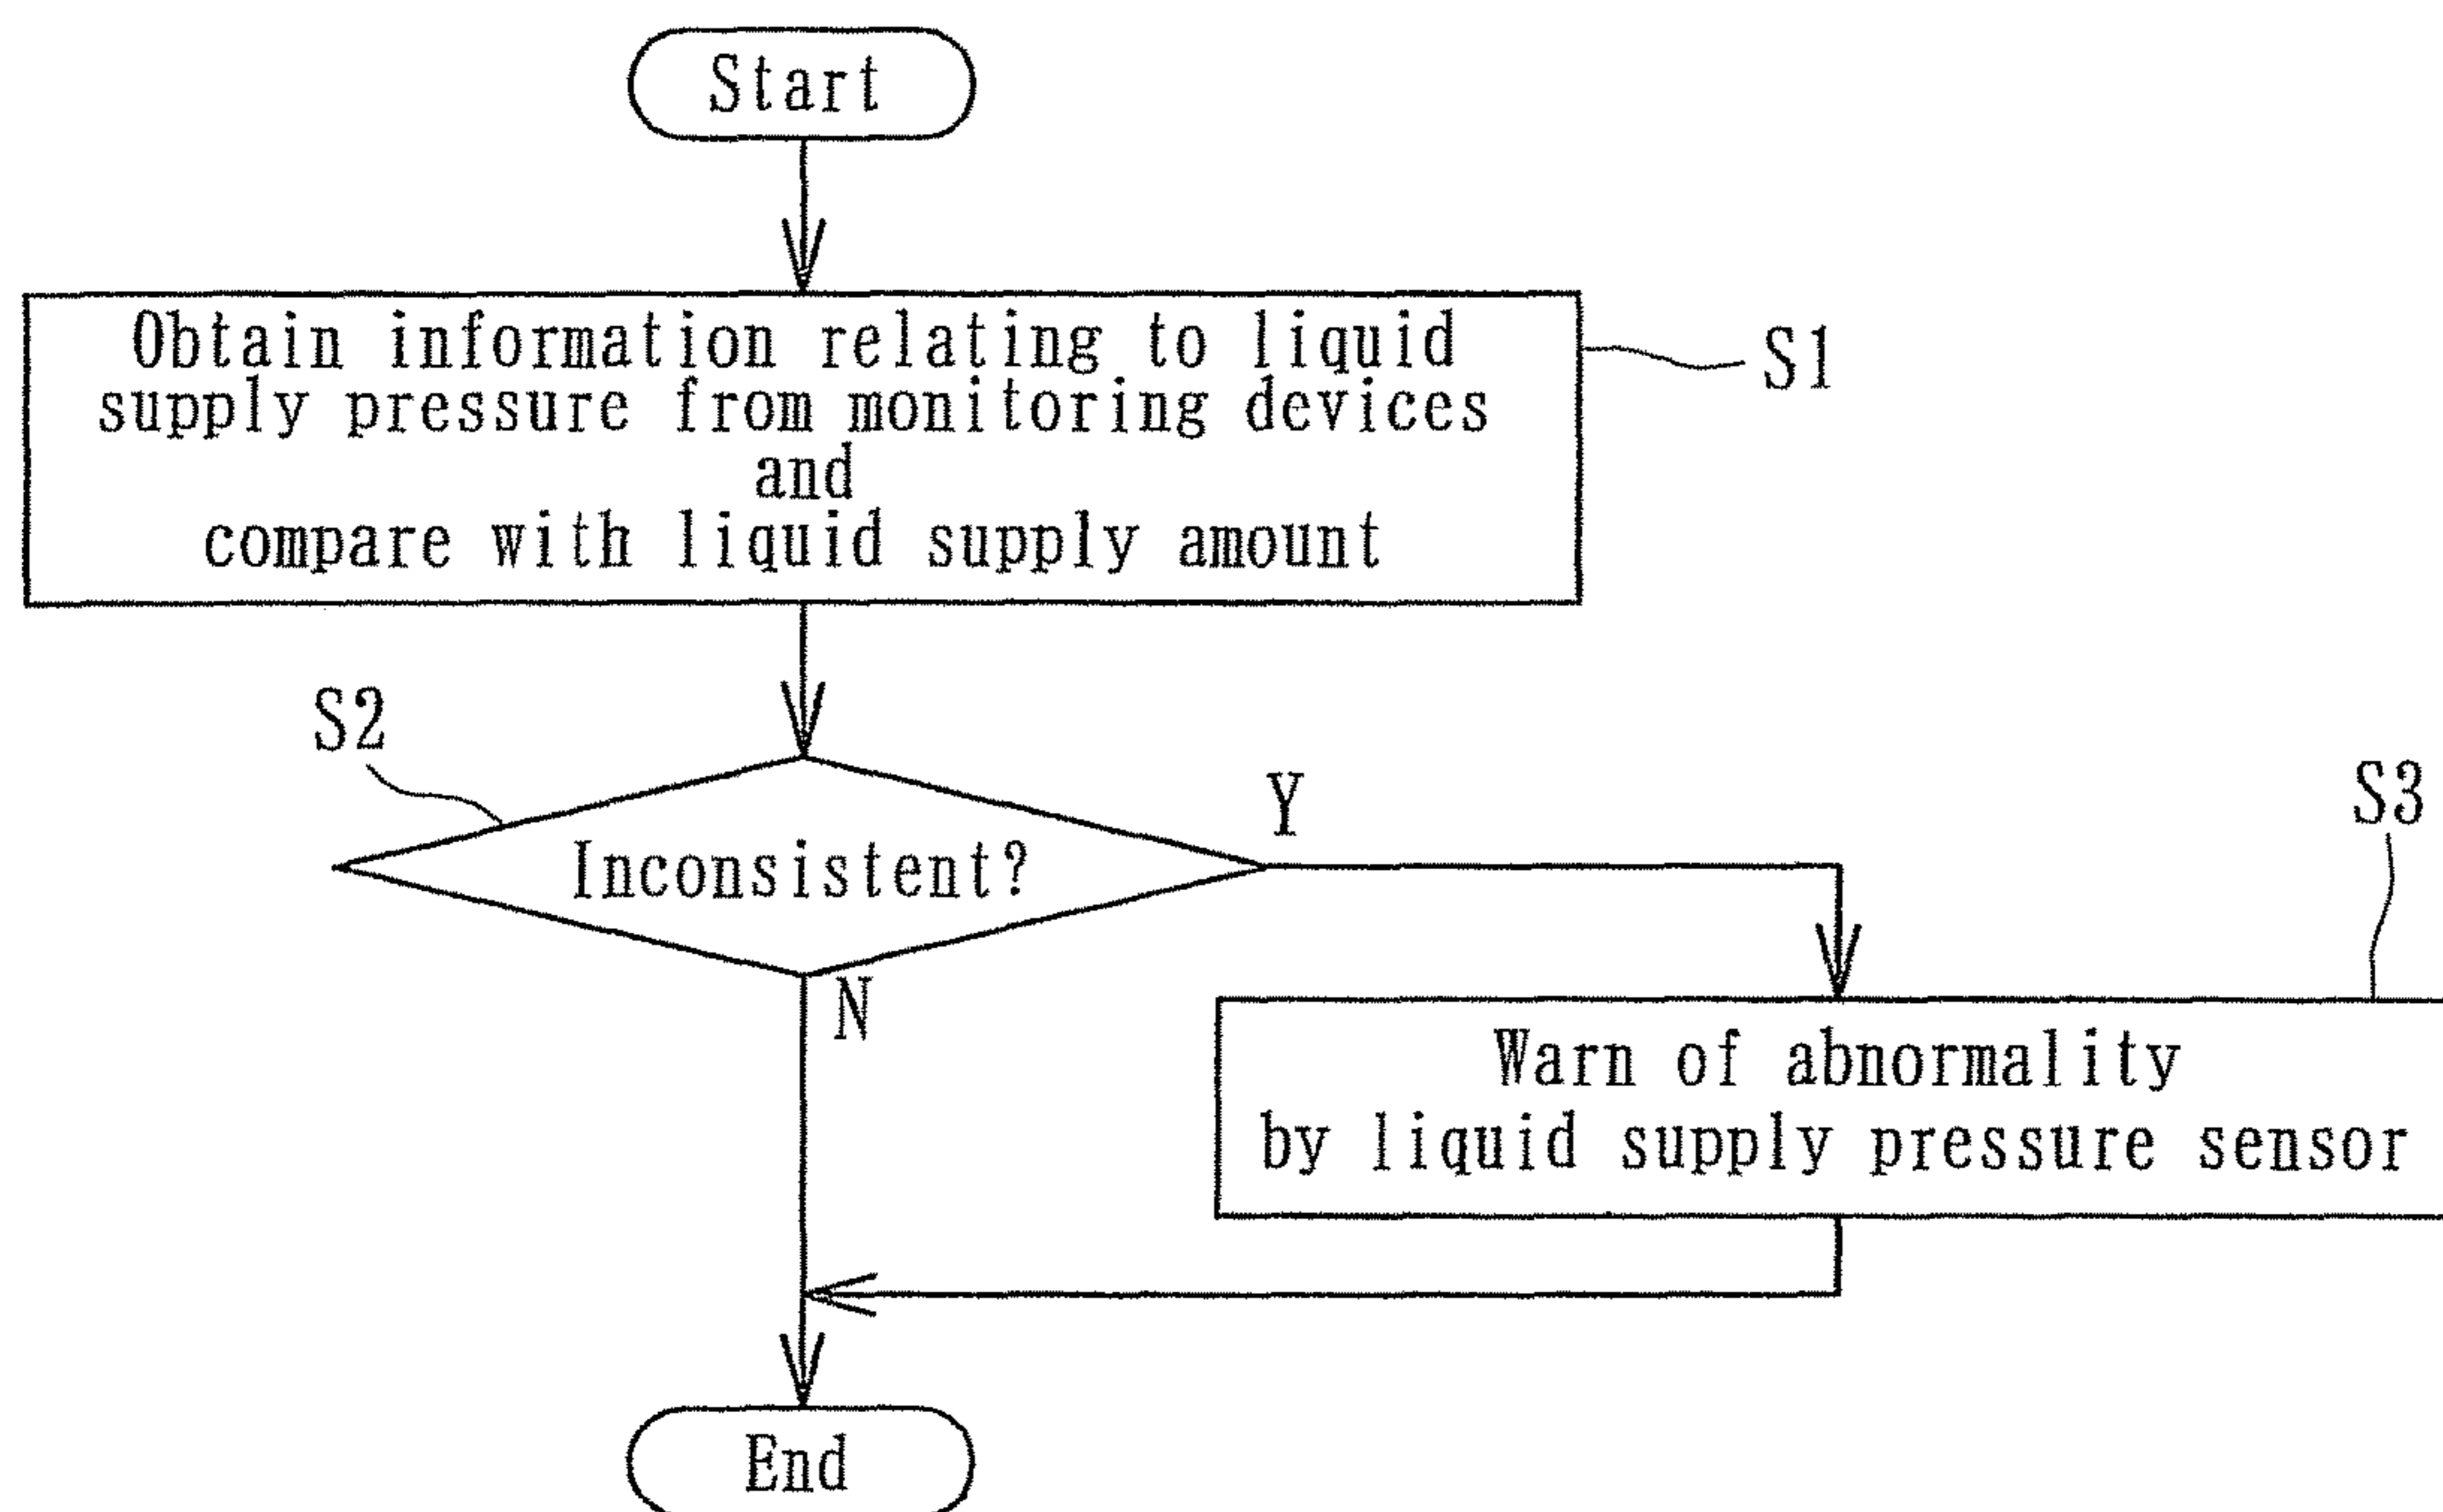 Start
Obtain information relating to liquid
supply pressure from monitoring devices
and
compare with liquid supply amount
S1
S2
Inconsistent?
Y
N
S3
Warn of abnormality
by liquid supply pressure sensor
End